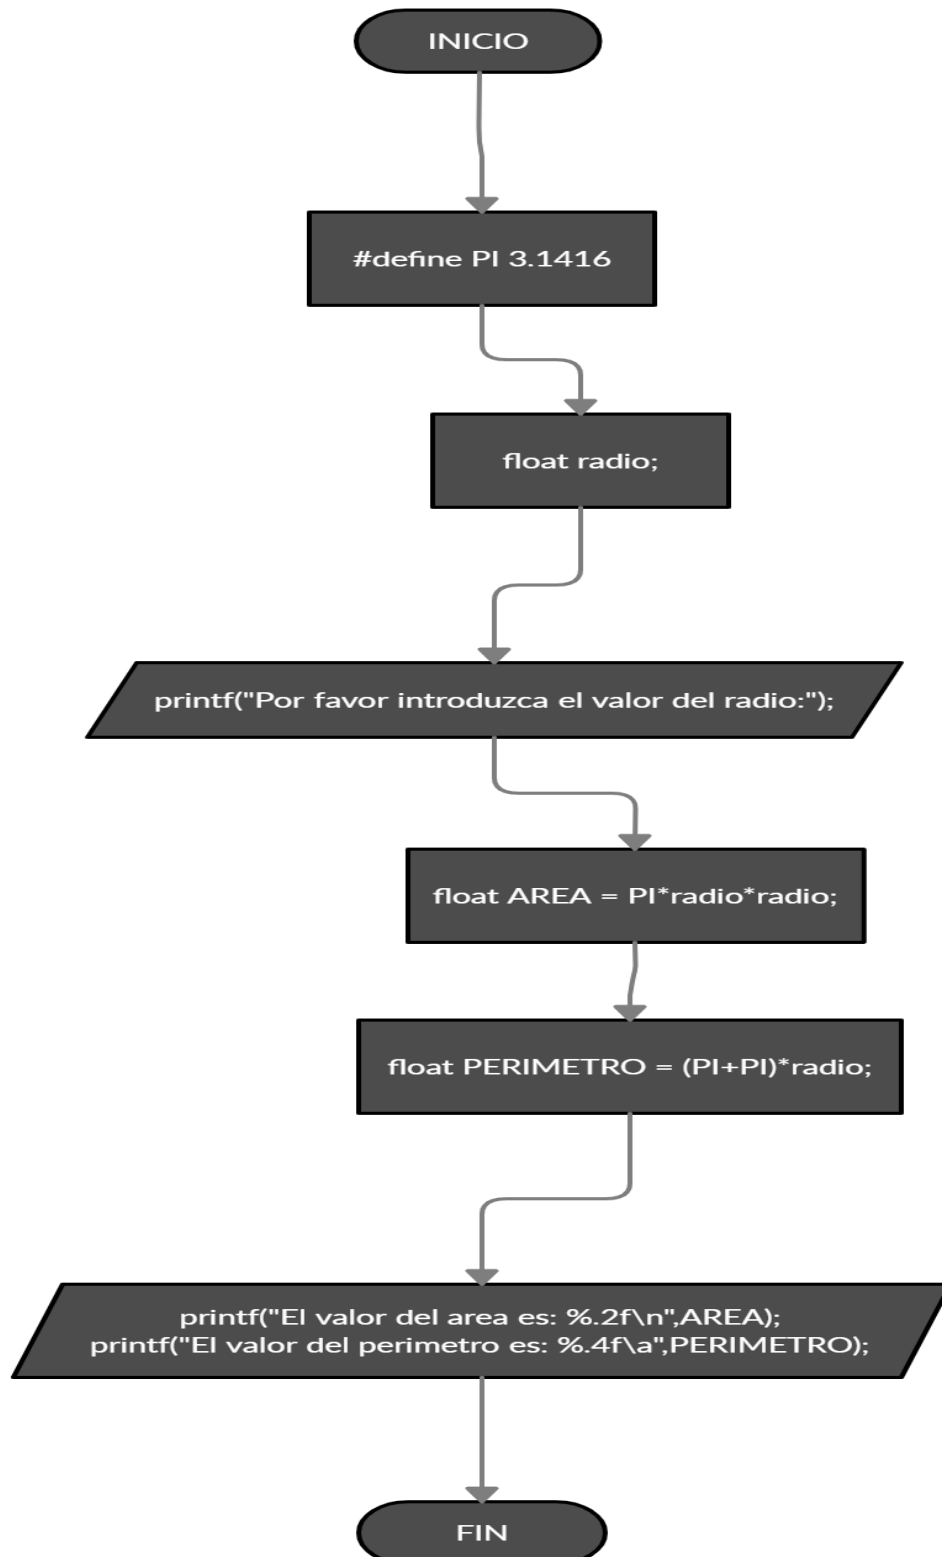 INICIO
#define PI 3.1416
float radio;
printf("Por favor introduzca el valor del radio:");
float AREA = PI*radio*radio;
float PERIMETRO = (PI+PI)*radio;
printf("El valor del area es: %.2f\n",AREA);
printf("El valor del perimetro es: %.4f\a",PERIMETRO);
FIN